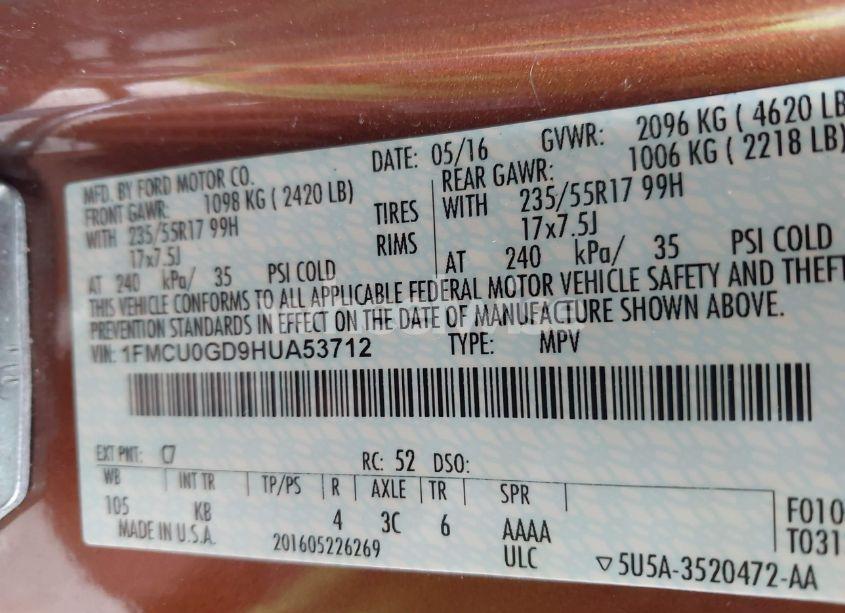 MFD. BY FORD MOTOR CO.
DATE: 05/16 GVWR: 2096 KG ( 4620 LB
FRONT GAWR: 1098 KG ( 2420 LB)
REAR GAWR: 1006 KG ( 2218 LB)
WITH 235/55R17 99H TIRES WITH 235/55R17 99H
17x7.5J RIMS 17x7.5J
AT 240 kPa/ 35 PSI COLD AT 240 kPa/ 35 PSI COLD
THIS VEHICLE CONFORMS TO ALL APPLICABLE FEDERAL MOTOR VEHICLE SAFETY AND THEFT
PREVENTION STANDARDS IN EFFECT ON THE DATE OF MANUFACTURE SHOWN ABOVE.
VIN: 1FMCU0GD9HUA53712 TYPE: MPV
EXT PNT: C7 RC: 52 DSO:
WB INT TR TP/PS R AXLE TR SPR
105 KB 4 3C 6 AAAA F010
MADE IN U.S.A. 201605226269 ULC T031
▽5U5A-3520472-AA